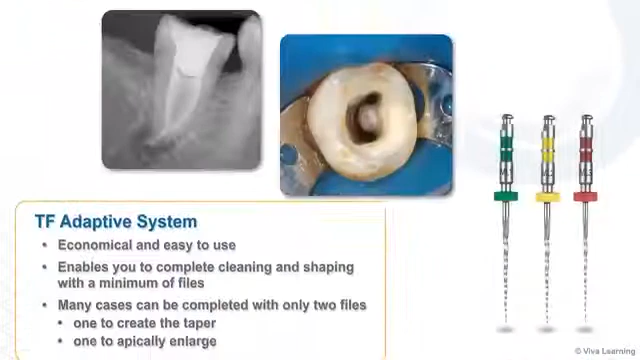 TF Adaptive System
• Economical and easy to use
• Enables you to complete cleaning and shaping
with a minimum of files
• Many cases can be completed with only two files
• one to create the taper
• one to apically enlarge
© Viva Learning